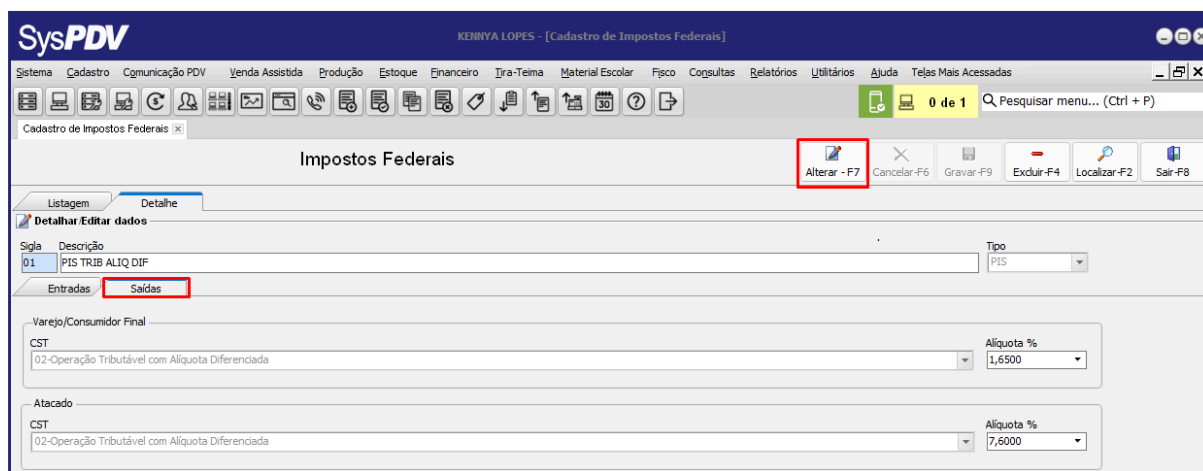 SysPDV
KENNYA LOPES - [Cadastro de Impostos Federais]
Sistema Cadastro Comunicação PDV Venda Assistida Produção Estoque Financeiro Tira-Teima Material Escolar Fisco Consultas Relatórios Utilitários Ajuda Telas Mais Acessadas
30 0 de 1 Pesquisar menu... (Ctrl + P)
Cadastro de Impostos Federais
Impostos Federais
Alterar - F7 Cancelar-F6 Gravar-F9 Excluir-F4 Localizar-F2 Sair-F8
Listagem Detalhe
Detalhar/Editar dados
Sigla Descrição Tipo
01 PIS TRIB ALIQ DIF PIS
Entradas Saídas
Varejo/Consumidor Final
CST Alíquota %
02-Operação Tributável com Alíquota Diferenciada 1,6500
Atacado
CST Alíquota %
02-Operação Tributável com Alíquota Diferenciada 7,6000